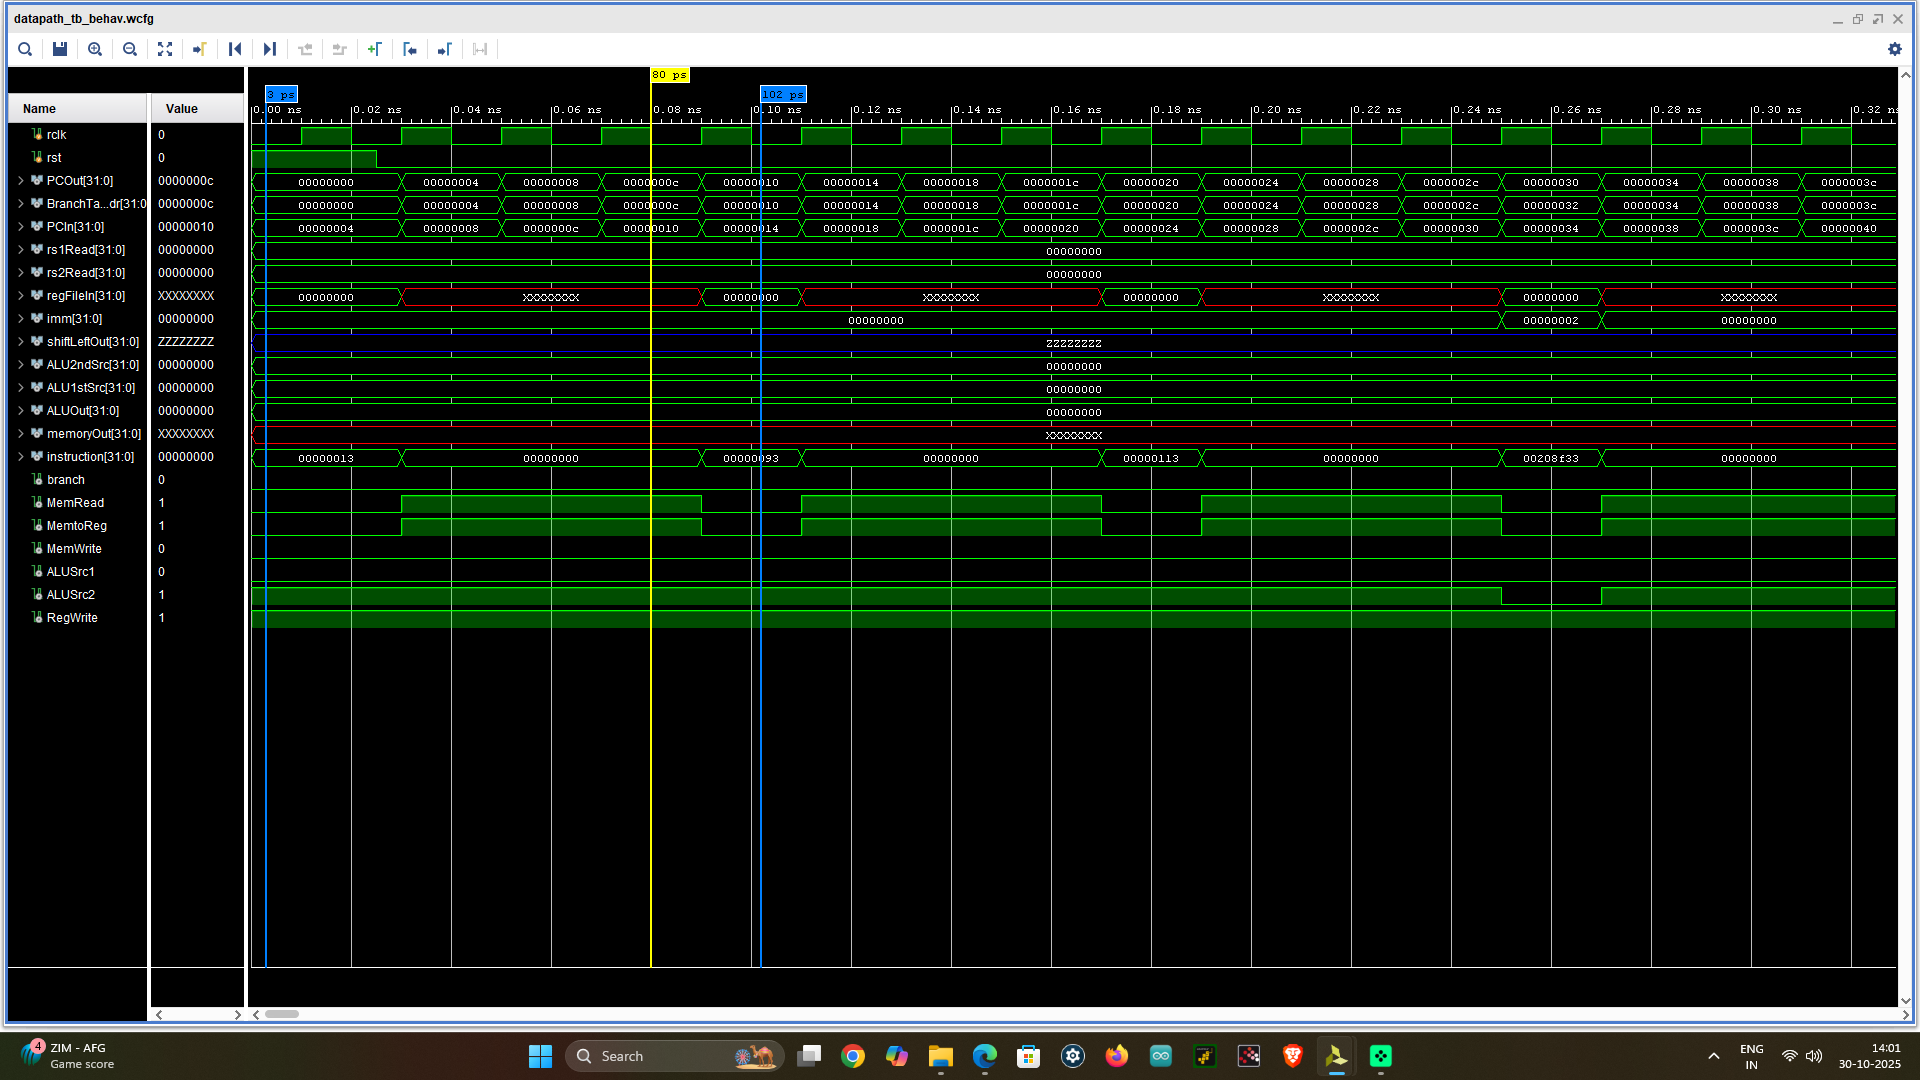 datapath_tb_behav.wcfg
80 ps
3 ps
102 ps
Name
Value
0.00 ns
0.02 ns
0.04 ns
0.06 ns
0.08 ns
0.10 ns
0.12 ns
0.14 ns
0.16 ns
0.18 ns
0.20 ns
0.22 ns
0.24 ns
0.26 ns
0.28 ns
0.30 ns
0.32 ns
rclk 0
rst 0
PCOut[31:0] 0000000c 00000000 00000004 00000008 0000000c 00000010 00000014 00000018 0000001c 00000020 00000024 00000028 0000002c 00000030 00000034 00000038 0000003c
BranchTa...dr[31:0 0000000c 00000000 00000004 00000008 0000000c 00000010 00000014 00000018 0000001c 00000020 00000024 00000028 0000002c 00000032 00000034 00000038 0000003c
PCIn[31:0] 00000010 00000004 00000008 0000000c 00000010 00000014 00000018 0000001c 00000020 00000024 00000028 0000002c 00000030 00000034 00000038 0000003c 00000040
rs1Read[31:0] 00000000 00000000
rs2Read[31:0] 00000000 00000000
regFileIn[31:0] XXXXXXXX 00000000 XXXXXXXX 00000000 XXXXXXXX 00000000 XXXXXXXX 00000000 XXXXXXXX
imm[31:0] 00000000 00000000 00000002 00000000
shiftLeftOut[31:0] ZZZZZZZZ ZZZZZZZZ
ALU2ndSrc[31:0] 00000000 00000000
ALU1stSrc[31:0] 00000000 00000000
ALUOut[31:0] 00000000 00000000
memoryOut[31:0] XXXXXXXX XXXXXXXX
instruction[31:0] 00000000 00000013 00000000 00000093 00000000 00000113 00000000 00208f33 00000000
branch 0
MemRead 1
MemtoReg 1
MemWrite 0
ALUSrc1 0
ALUSrc2 1
RegWrite 1
4
ZIM - AFG
Game score
Search
ENG
IN
14:01
30-10-2025